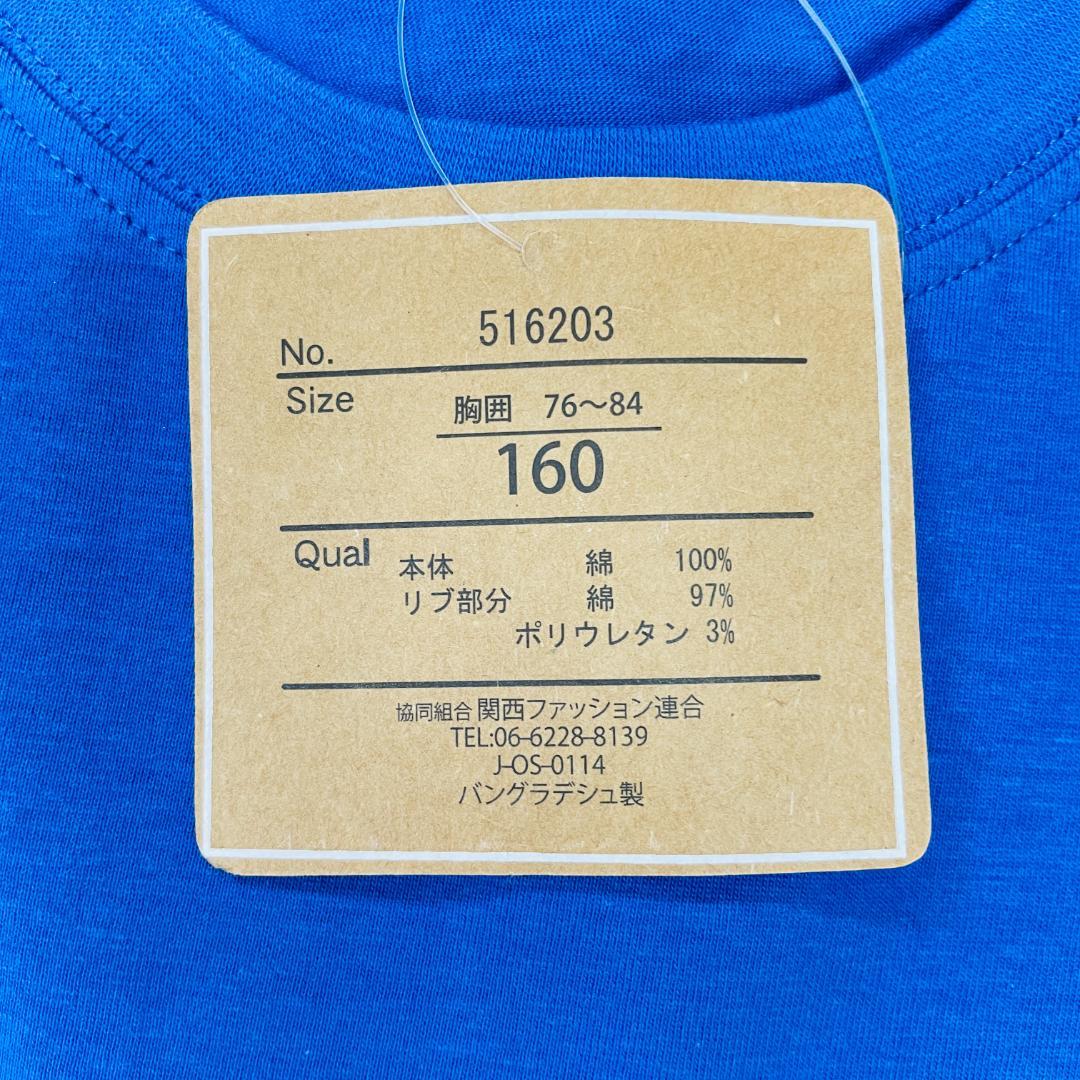 No. 516203
Size 胸囲 76～84
160
Qual 本体 綿 100%
リブ部分 綿 97%
ポリウレタン 3%
協同組合 関西ファッション連合
TEL:06-6228-8139
J-OS-0114
バングラデシュ製